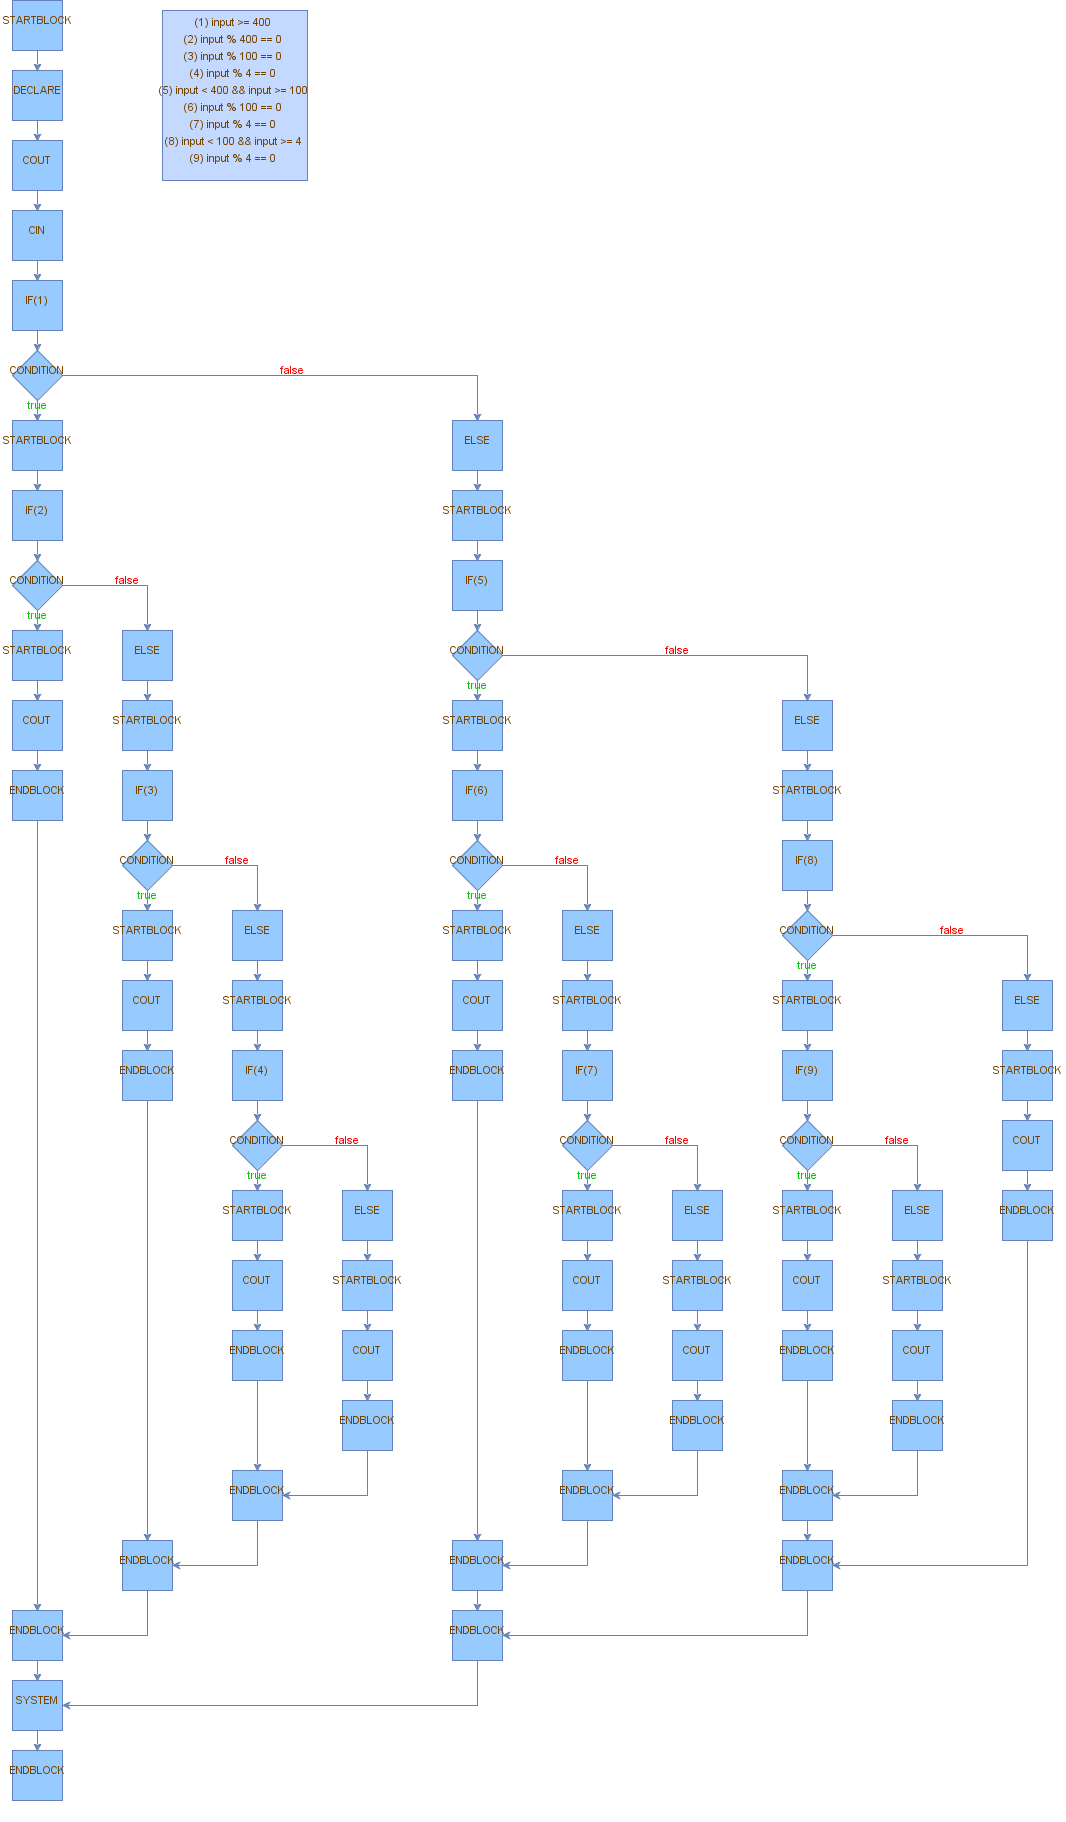 STARTBLOCK
(1) input >= 400
(2) input % 400 == 0
(3) input % 100 == 0
(4) input % 4 == 0
(5) input < 400 && input >= 100
(6) input % 100 == 0
(7) input % 4 == 0
(8) input < 100 && input >= 4
(9) input % 4 == 0
DECLARE
COUT
CIN
IF(1)
CONDITION false
true
STARTBLOCK ELSE
IF(2) STARTBLOCK
CONDITION false IF(5)
true
STARTBLOCK ELSE CONDITION false
true
COUT STARTBLOCK STARTBLOCK ELSE
ENDBLOCK IF(3) IF(6) STARTBLOCK
CONDITION false CONDITION false IF(8)
true true
STARTBLOCK ELSE STARTBLOCK ELSE CONDITION false
true
COUT STARTBLOCK COUT STARTBLOCK STARTBLOCK ELSE
ENDBLOCK IF(4) ENDBLOCK IF(7) IF(9) STARTBLOCK
CONDITION false CONDITION false CONDITION false COUT
true true true
STARTBLOCK ELSE STARTBLOCK ELSE STARTBLOCK ELSE ENDBLOCK
COUT STARTBLOCK COUT STARTBLOCK COUT STARTBLOCK
ENDBLOCK COUT ENDBLOCK COUT ENDBLOCK COUT
ENDBLOCK ENDBLOCK ENDBLOCK
ENDBLOCK ENDBLOCK ENDBLOCK
ENDBLOCK ENDBLOCK ENDBLOCK
ENDBLOCK ENDBLOCK
SYSTEM
ENDBLOCK